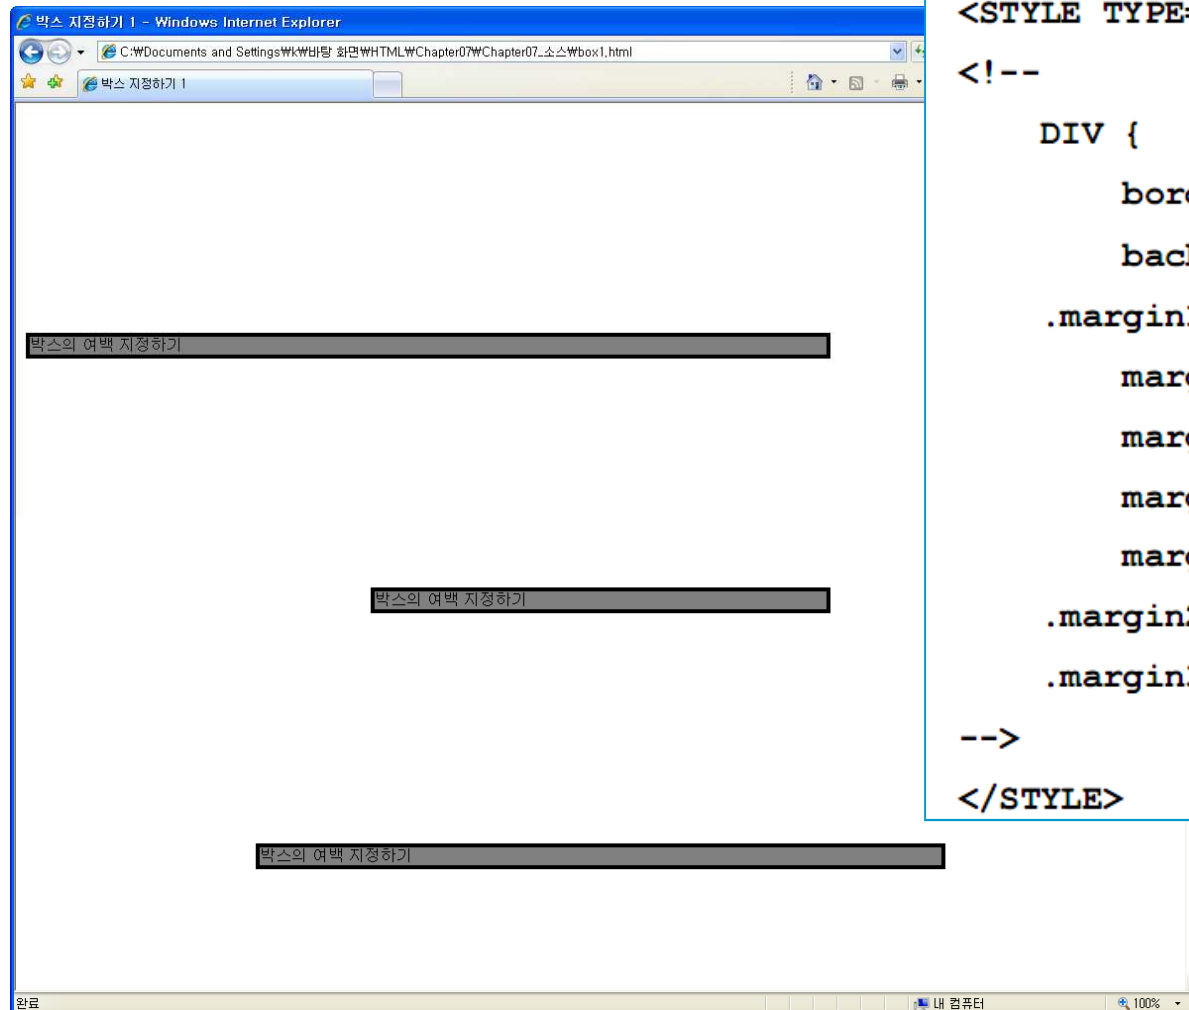 박스 지정하기 1 - Windows Internet Explorer
C:₩Documents and Settings₩k₩바탕 화면₩HTML₩Chapter07₩Chapter07_소스₩box1.html
박스 지정하기 1
박스의 여백 지정하기
박스의 여백 지정하기
박스의 여백 지정하기
완료
내 컴퓨터
100%
<STYLE TYPE=
<!--
DIV {
.margin
.margin
.margin
-->
</STYLE>